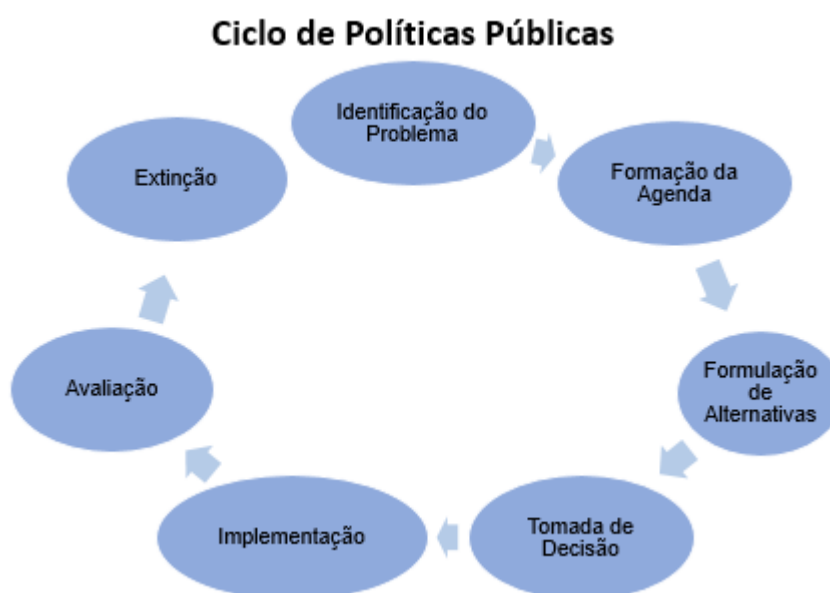 Ciclo de Políticas Públicas
Identificação do
Problema
Formação da
Agenda
Formulação
de
Alternativas
Tomada de
Decisão
Implementação
Avaliação
Extinção